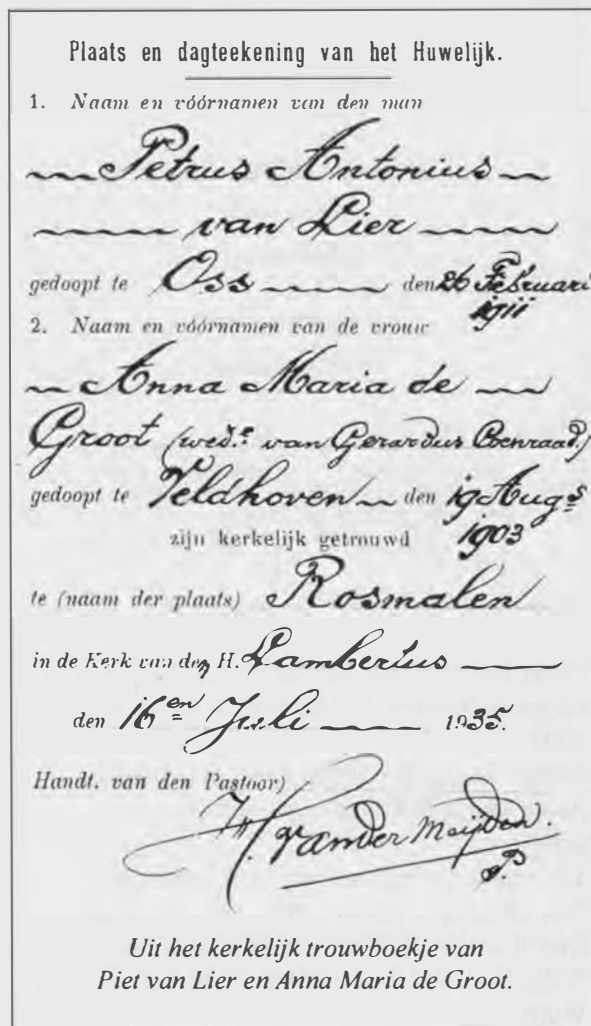 Plaats en dagteekening van het Huwelijk.
1. Naam en vóórnamen van den man
Petrus Antonius
van Lier
gedoopt te Oss den 26 Februari
1911
2. Naam en vóórnamen van de vrouw
Anna Maria de
Groot (wed.e van Gerardus Coenraad.)
gedoopt te Veldhoven den 19 Augs
1903
zijn kerkelijk getrouwd
te (naam der plaats) Rosmalen
in de Kerk van den H. Lambertus
den 16en Juli 1935.
Handt. van den Pastoor)
van der Meijden.
Uit het kerkelijk trouwboekje van
Piet van Lier en Anna Maria de Groot.